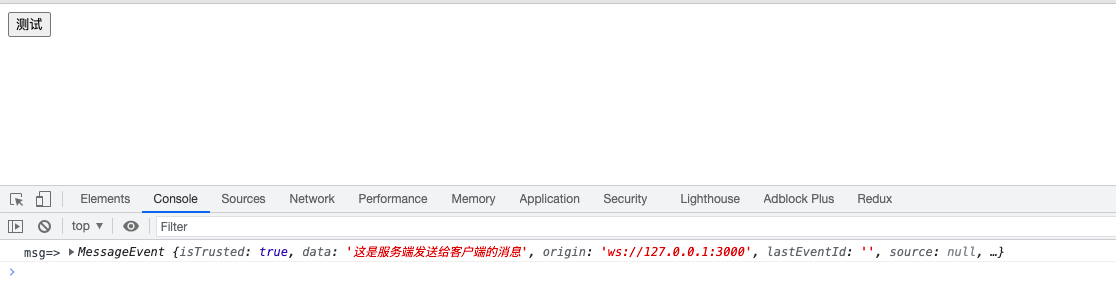 测试
Elements Console Sources Network Performance Memory Application Security Lighthouse Adblock Plus Redux
top ▼ Filter
msg=> ▶MessageEvent {isTrusted: true, data: '这是服务端发送给客户端的消息', origin: 'ws://127.0.0.1:3000', lastEventId: '', source: null, …}